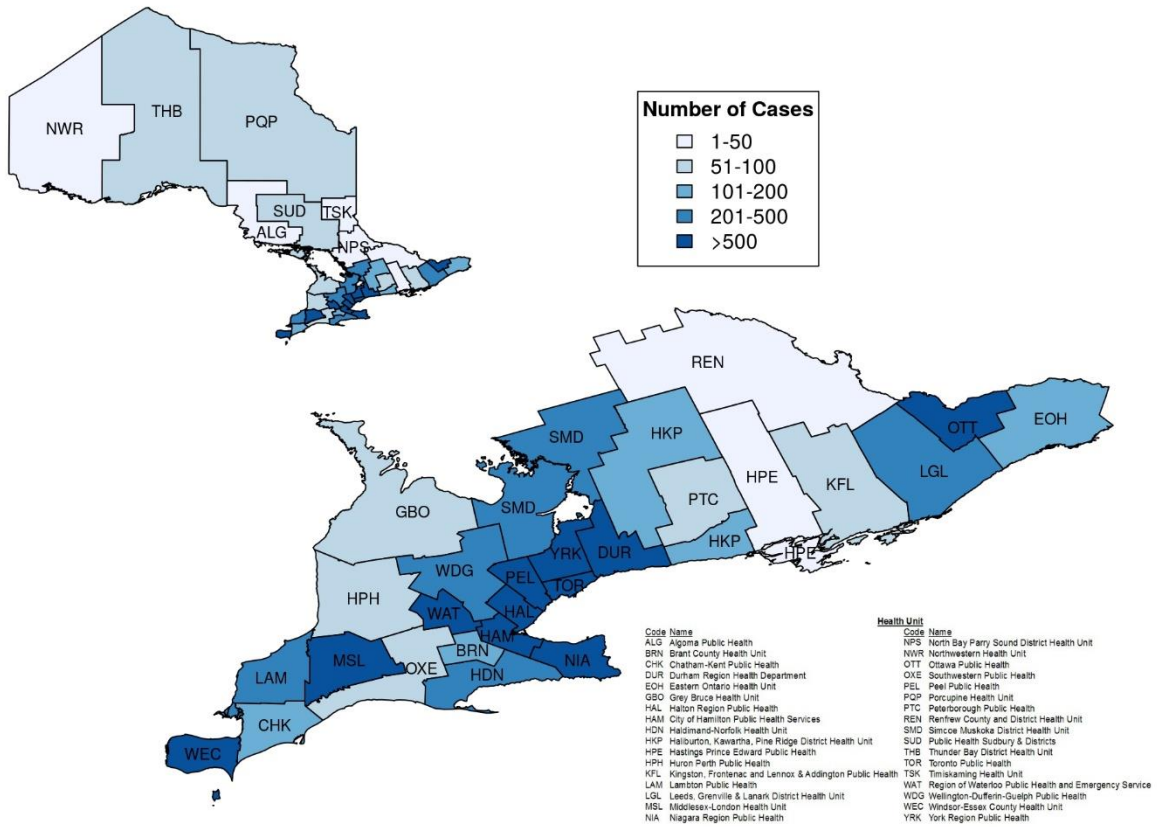 Number of Cases
1-50
51-100
101-200
201-500
>500
NWR
THB
PQP
SUD
TSK
ALG
NPS
REN
SMD
HKP
OTT
EOH
HPE
KFL
LGL
PTC
GBO
SMD
YRK
DUR
HKP
HPE
WDG
PEL
TOR
HPH
WAT
HAL
HAM
MSL
OXE
BRN
NIA
LAM
HDN
CHK
WEC
Health Unit
Code Name
ALG Algoma Public Health
BRN Brant County Health Unit
CHK Chatham-Kent Public Health
DUR Durham Region Health Department
EOH Eastern Ontario Health Unit
GBO Grey Bruce Health Unit
HAL Halton Region Public Health
HAM City of Hamilton Public Health Services
HDN Haldimand-Norfolk Health Unit
HKP Haliburton, Kawartha, Pine Ridge District Health Unit
HPE Hastings Prince Edward Public Health
HPH Huron Perth Public Health
KFL Kingston, Frontenac and Lennox & Addington Public Health
LAM Lambton Public Health
LGL Leeds, Grenville & Lanark District Health Unit
MSL Middlesex-London Health Unit
NIA Niagara Region Public Health
Code Name
NPS North Bay Parry Sound District Health Unit
NWR Northwestern Health Unit
OTT Ottawa Public Health
OXE Southwestern Public Health
PEL Peel Public Health
PQP Porcupine Health Unit
PTC Peterborough Public Health
REN Renfrew County and District Health Unit
SMD Simcoe Muskoka District Health Unit
SUD Public Health Sudbury & Districts
THB Thunder Bay District Health Unit
TOR Toronto Public Health
TSK Timiskaming Health Unit
WAT Region of Waterloo Public Health and Emergency Service
WDG Wellington-Dufferin-Guelph Public Health
WEC Windsor-Essex County Health Unit
YRK York Region Public Health